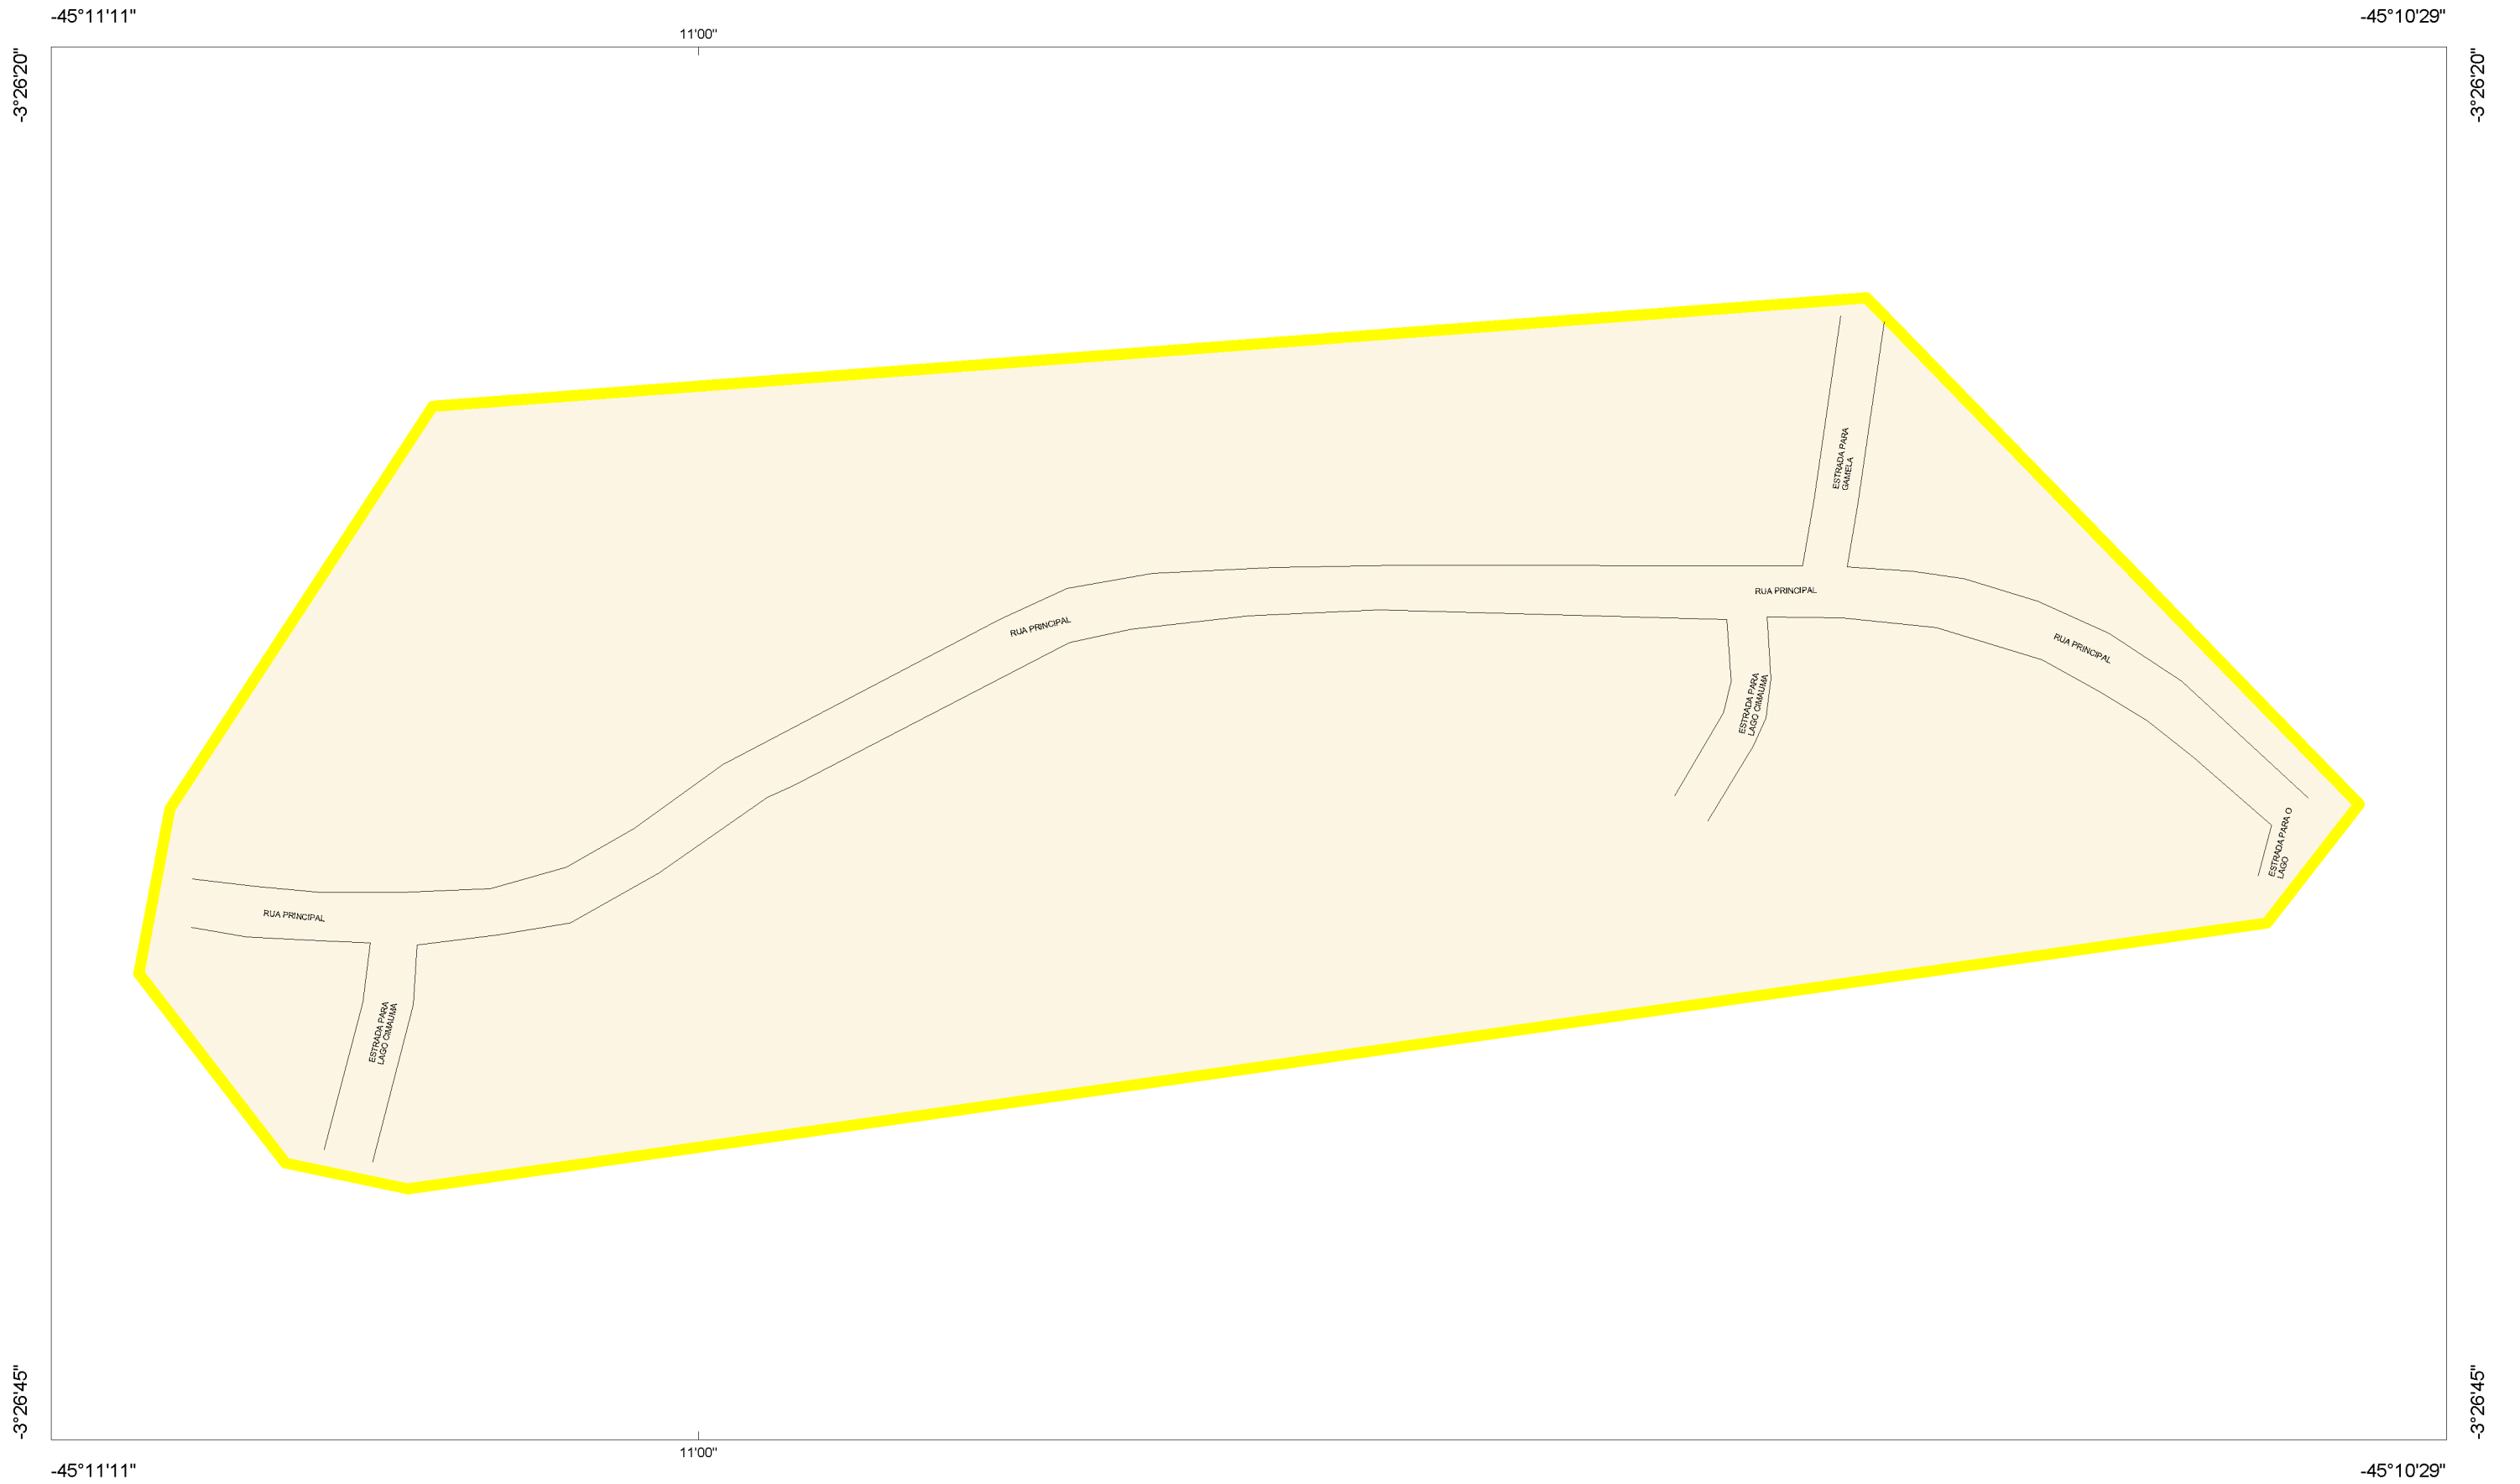 -45°11'11"
-45°10'29"
11'00"
-3°26'20"
-3°26'20"
ESTRADA PARA
GAMELA
RUA PRINCIPAL
RUA PRINCIPAL
RUA PRINCIPAL
ESTRADA PARA
LAGO CIMAUMA
ESTRADA PARA O
LAGO
RUA PRINCIPAL
ESTRADA PARA
LAGO CIMAUMA
-3°26'45"
-3°26'45"
11'00"
-45°11'11"
-45°10'29"